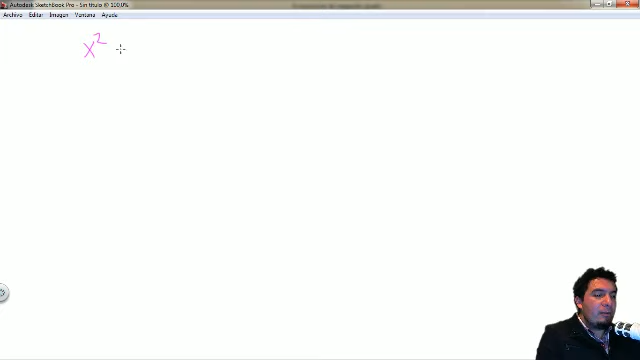 Autodesk SketchBook Pro - Sin título @ 100,0%
Archivo Editar Imagen Ventana Ayuda
x²